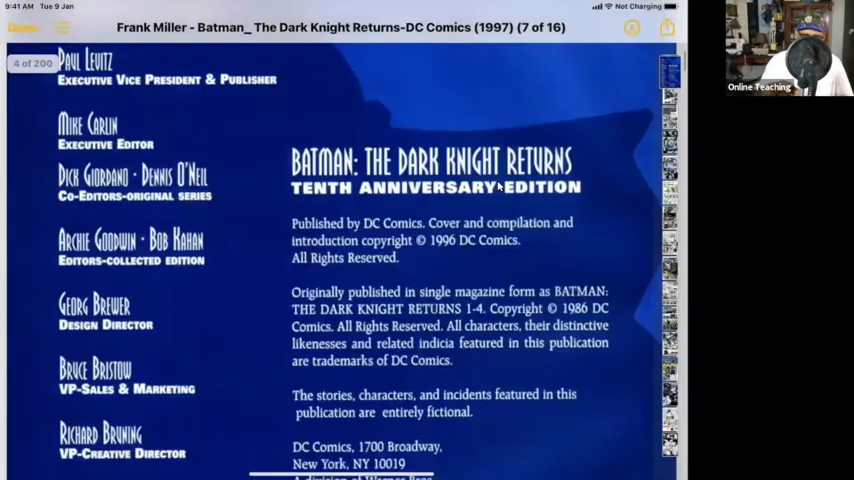 9:41 AM Tue 9 Jan
Not Charging
Done
Frank Miller - Batman_ The Dark Knight Returns-DC Comics (1997) (7 of 16)
4 of 200
PAUL LEVITZ
EXECUTIVE VICE PRESIDENT & PUBLISHER
MIKE CARLIN
EXECUTIVE EDITOR
DICK GIORDANO · DENNIS O'NEIL
CO-EDITORS-ORIGINAL SERIES
ARCHIE GOODWIN · BOB KAHAN
EDITORS-COLLECTED EDITION
GEORG BREWER
DESIGN DIRECTOR
BRUCE BRISTOW
VP-SALES & MARKETING
RICHARD BRUNING
VP-CREATIVE DIRECTOR
BATMAN: THE DARK KNIGHT RETURNS
TENTH ANNIVERSARY EDITION
Published by DC Comics. Cover and compilation and
introduction copyright © 1996 DC Comics.
All Rights Reserved.
Originally published in single magazine form as BATMAN:
THE DARK KNIGHT RETURNS 1-4. Copyright © 1986 DC
Comics. All Rights Reserved. All characters, their distinctive
likenesses and related indicia featured in this publication
are trademarks of DC Comics.
The stories, characters, and incidents featured in this
publication are entirely fictional.
DC Comics, 1700 Broadway,
New York, NY 10019
A division of Warner Bros.
Online Teaching